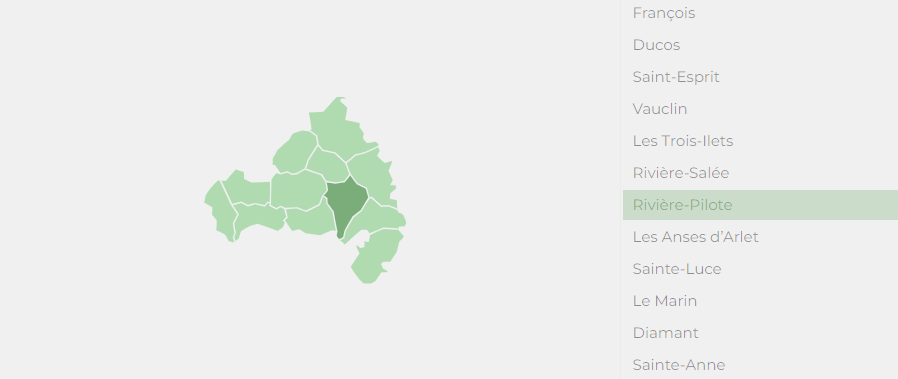 François
Ducos
Saint-Esprit
Vauclin
Les Trois-Ilets
Rivière-Salée
Rivière-Pilote
Les Anses d’Arlet
Sainte-Luce
Le Marin
Diamant
Sainte-Anne